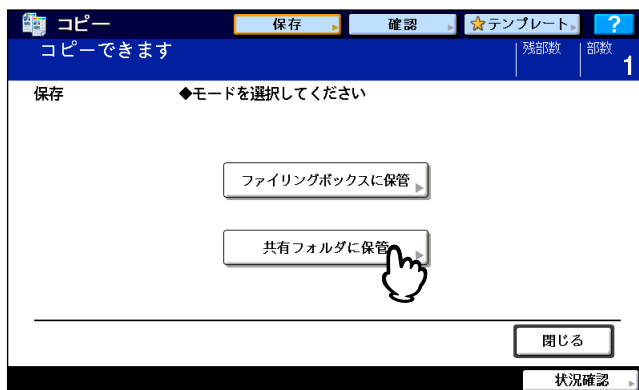 コピー 保存 確認 テンプレート ?
コピーできます 残部数 部数 1
保存 ◆モードを選択してください
ファイリングボックスに保管
共有フォルダに保管
閉じる
状況確認